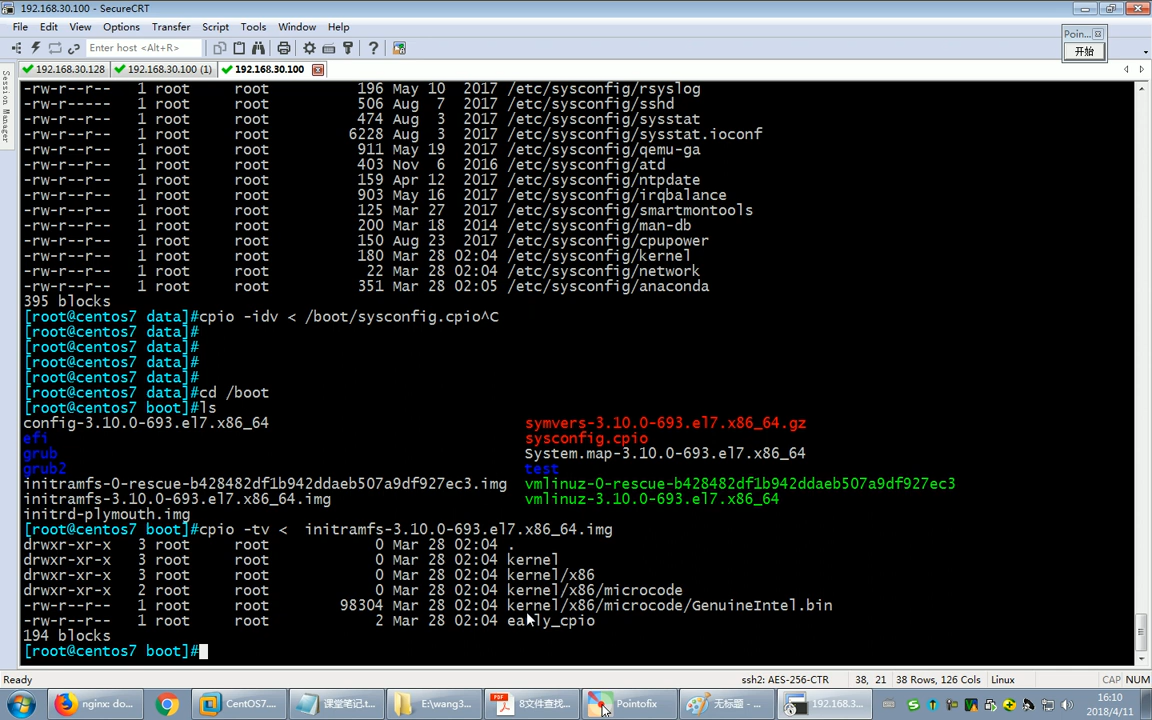 192.168.30.100 - SecureCRT
File Edit View Options Transfer Script Tools Window Help
Enter host <Alt+R>
Poin...
开始
192.168.30.128 192.168.30.100 (1) 192.168.30.100
Session Manager
-rw-r--r-- 1 root root 196 May 10 2017 /etc/sysconfig/rsyslog
-rw-r----- 1 root root 506 Aug 7 2017 /etc/sysconfig/sshd
-rw-r--r-- 1 root root 474 Aug 3 2017 /etc/sysconfig/sysstat
-rw-r--r-- 1 root root 6228 Aug 3 2017 /etc/sysconfig/sysstat.ioconf
-rw-r--r-- 1 root root 911 May 19 2017 /etc/sysconfig/qemu-ga
-rw-r--r-- 1 root root 403 Nov 6 2016 /etc/sysconfig/atd
-rw-r--r-- 1 root root 159 Apr 12 2017 /etc/sysconfig/ntpdate
-rw-r--r-- 1 root root 903 May 16 2017 /etc/sysconfig/irqbalance
-rw-r--r-- 1 root root 125 Mar 27 2017 /etc/sysconfig/smartmontools
-rw-r--r-- 1 root root 200 Mar 18 2014 /etc/sysconfig/man-db
-rw-r--r-- 1 root root 150 Aug 23 2017 /etc/sysconfig/cpupower
-rw-r--r-- 1 root root 180 Mar 28 02:04 /etc/sysconfig/kernel
-rw-r--r-- 1 root root 22 Mar 28 02:04 /etc/sysconfig/network
-rw-r--r-- 1 root root 351 Mar 28 02:05 /etc/sysconfig/anaconda
395 blocks
[root@centos7 data]#cpio -idv < /boot/sysconfig.cpio^C
[root@centos7 data]#
[root@centos7 data]#
[root@centos7 data]#
[root@centos7 data]#
[root@centos7 data]#cd /boot
[root@centos7 boot]#ls
config-3.10.0-693.el7.x86_64 symvers-3.10.0-693.el7.x86_64.gz
efi sysconfig.cpio
grub System.map-3.10.0-693.el7.x86_64
grub2 test
initramfs-0-rescue-b428482df1b942ddaeb507a9df927ec3.img vmlinuz-0-rescue-b428482df1b942ddaeb507a9df927ec3
initramfs-3.10.0-693.el7.x86_64.img vmlinuz-3.10.0-693.el7.x86_64
initrd-plymouth.img
[root@centos7 boot]#cpio -tv < initramfs-3.10.0-693.el7.x86_64.img
drwxr-xr-x 3 root root 0 Mar 28 02:04 .
drwxr-xr-x 3 root root 0 Mar 28 02:04 kernel
drwxr-xr-x 3 root root 0 Mar 28 02:04 kernel/x86
drwxr-xr-x 2 root root 0 Mar 28 02:04 kernel/x86/microcode
-rw-r--r-- 1 root root 98304 Mar 28 02:04 kernel/x86/microcode/GenuineIntel.bin
-rw-r--r-- 1 root root 2 Mar 28 02:04 early_cpio
194 blocks
[root@centos7 boot]#
Ready ssh2: AES-256-CTR 38, 21 38 Rows, 126 Cols Linux CAP NUM
nginx: do... CentOS7.... 课堂笔记.t... E:\wang3... 8文件查找... Pointofix 无标题 - ... 192.168.3...
16:10
2018/4/11